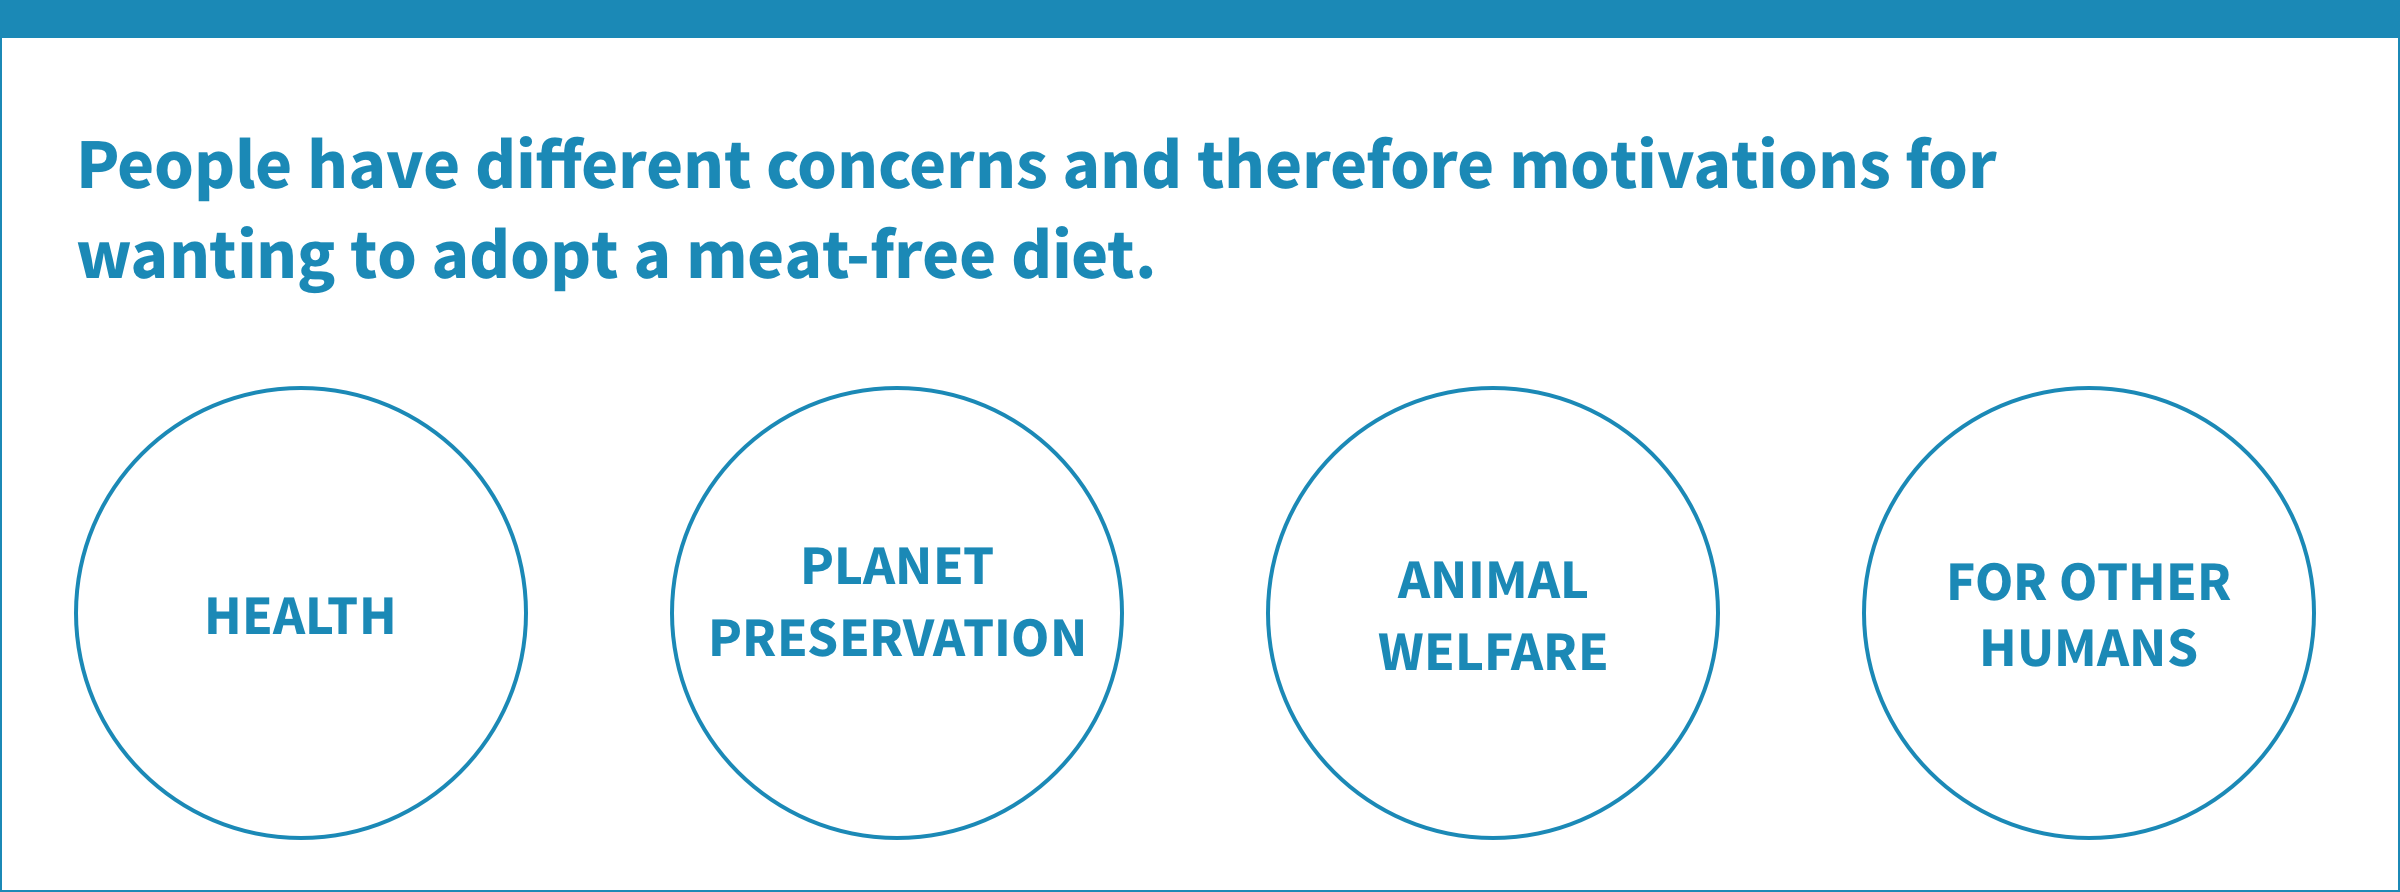 People have different concerns and therefore motivations for
wanting to adopt a meat-free diet.
HEALTH
PLANET
PRESERVATION
ANIMAL
WELFARE
FOR OTHER
HUMANS